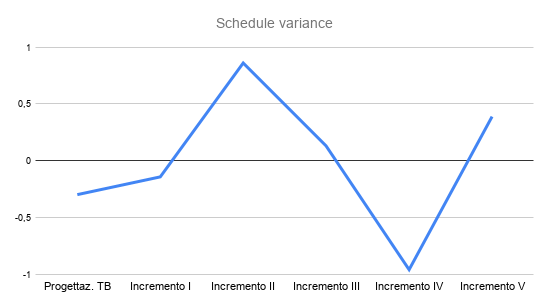 Schedule variance
1
0,5
0
-0,5
-1
Progettaz. TB Incremento I Incremento II Incremento III Incremento IV Incremento V